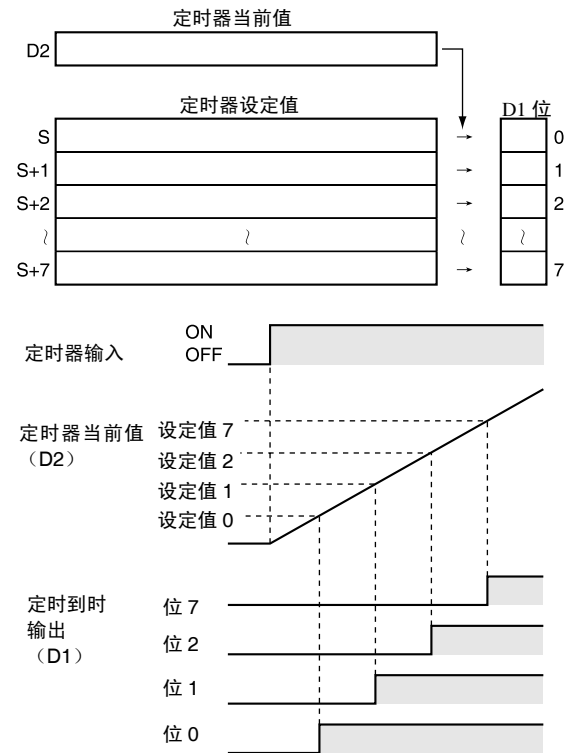 定时器当前值
D2
定时器设定值
D1 位
S → 0
S+1 → 1
S+2 → 2
~ ~ ~ ~
S+7 → 7
ON
定时器输入 OFF
定时器当前值
（D2）
设定值 7
设定值 2
设定值 1
设定值 0
定时到时
输出
（D1）
位 7
位 2
位 1
位 0